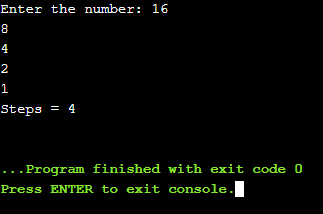 Enter the number: 16
8
4
2
1
Steps = 4
...Program finished with exit code 0
Press ENTER to exit console.